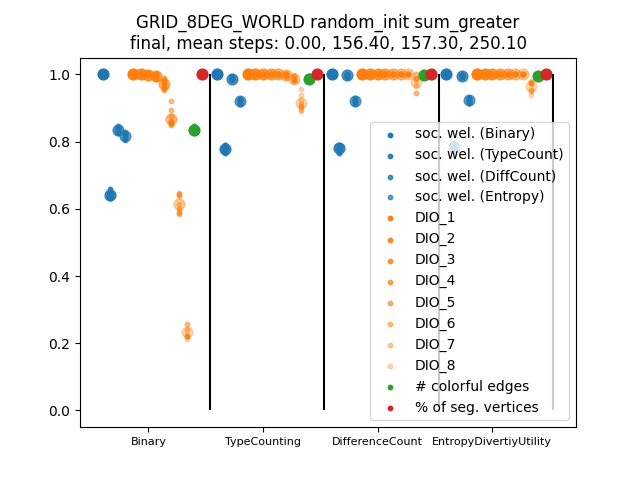 GRID_8DEG_WORLD random_init sum_greater
final, mean steps: 0.00, 156.40, 157.30, 250.10
1.0
0.8
0.6
0.4
0.2
0.0
soc. wel. (Binary)
soc. wel. (TypeCount)
soc. wel. (DiffCount)
soc. wel. (Entropy)
DIO_1
DIO_2
DIO_3
DIO_4
DIO_5
DIO_6
DIO_7
DIO_8
# colorful edges
% of seg. vertices
Binary
TypeCounting
DifferenceCount
EntropyDivertiyUtility